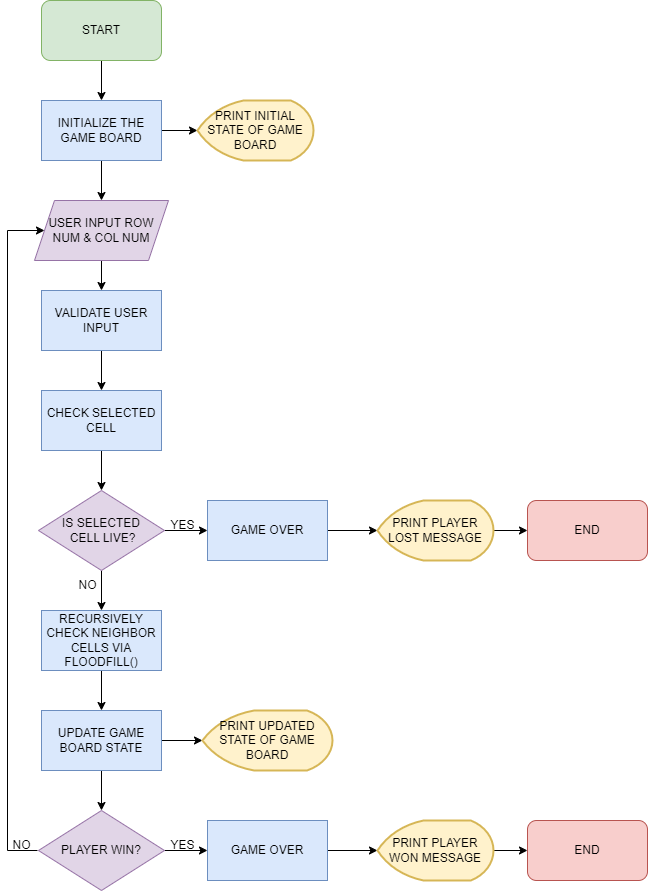 START
INITIALIZE THE
GAME BOARD
PRINT INITIAL
STATE OF GAME
BOARD
USER INPUT ROW
NUM & COL NUM
VALIDATE USER
INPUT
CHECK SELECTED
CELL
IS SELECTED
CELL LIVE?
YES
GAME OVER
PRINT PLAYER
LOST MESSAGE
END
NO
RECURSIVELY
CHECK NEIGHBOR
CELLS VIA
FLOODFILL()
UPDATE GAME
BOARD STATE
PRINT UPDATED
STATE OF GAME
BOARD
NO
PLAYER WIN?
YES
GAME OVER
PRINT PLAYER
WON MESSAGE
END